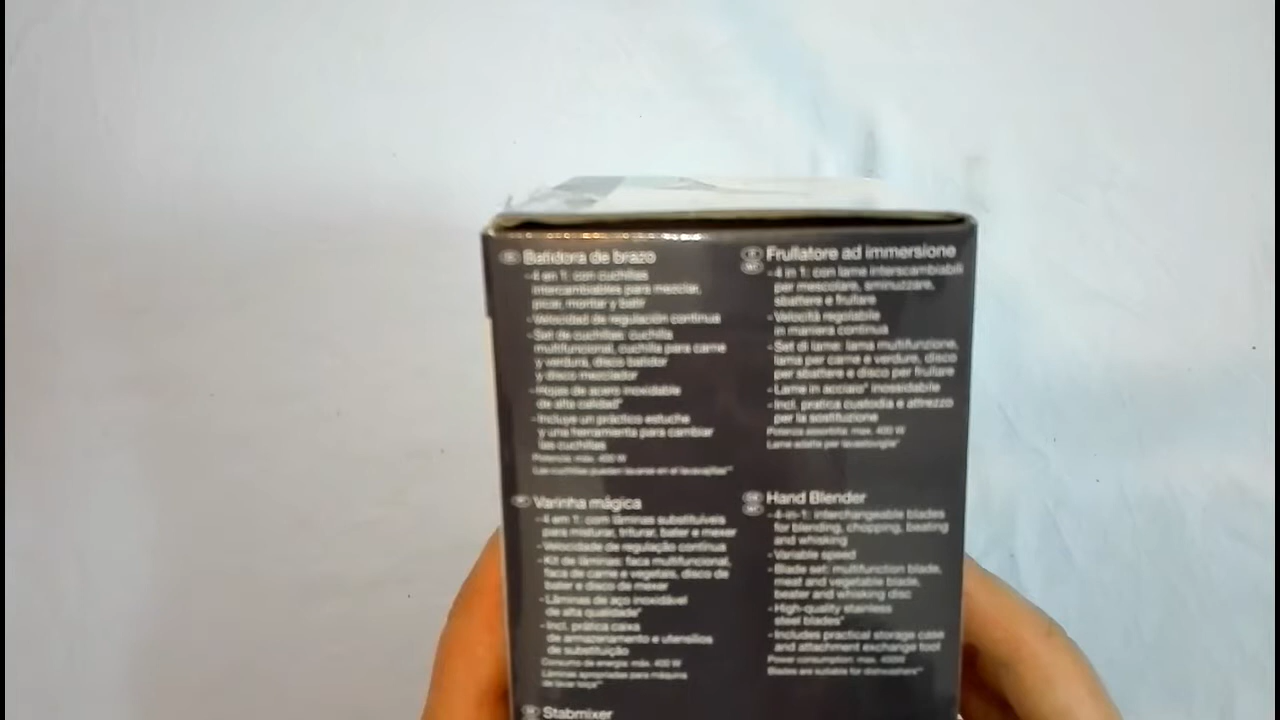 Batidora de brazo
-4 en 1: con cuchillas
intercambiables para mezclar,
picar, montar y batir
-Velocidad de regulación continua
-Set de cuchillas: cuchilla
multifuncional, cuchilla para carne
y verdura, disco batidor
y disco mezclador
-Hojas de acero inoxidable
de alta calidad*
-Incluye un práctico estuche
y una herramienta para cambiar
las cuchillas
Potencia: máx. 400 W
Las cuchillas pueden lavarse en el lavavajillas**
Varinha mágica
-4 em 1: com lâminas substituíveis
para misturar, triturar, bater e mexer
-Velocidade de regulação contínua
-Kit de lâminas: faca multifuncional,
faca de carne e vegetais, disco de
bater e disco de mexer
-Lâminas de aço inoxidável
de alta qualidade*
-Incl. prática caixa
de armazenamento e utensílios
de substituição
Consumo de energia: máx. 400 W
Lâminas apropriadas para máquina
de lavar loiça**
Stabmixer
Frullatore ad immersione
-4 in 1: con lame interscambiabili
per mescolare, sminuzzare,
sbattere e frullare
-Velocità regolabile
in maniera continua
-Set di lame: lama multifunzione,
lama per carne e verdure, disco
per sbattere e disco per frullare
-Lame in acciaio* inossidabile
-Incl. pratica custodia e attrezzo
per la sostituzione
Potenza assorbita: max. 400 W
Lame adatte per lavastoviglie*
Hand Blender
-4-in-1: interchangeable blades
for blending, chopping, beating
and whisking
-Variable speed
-Blade set: multifunction blade,
meat and vegetable blade,
beater and whisking disc
-High-quality stainless
steel blades*
-Includes practical storage case
and attachment exchange tool
Power consumption: max. 400W
Blades are suitable for dishwashers**